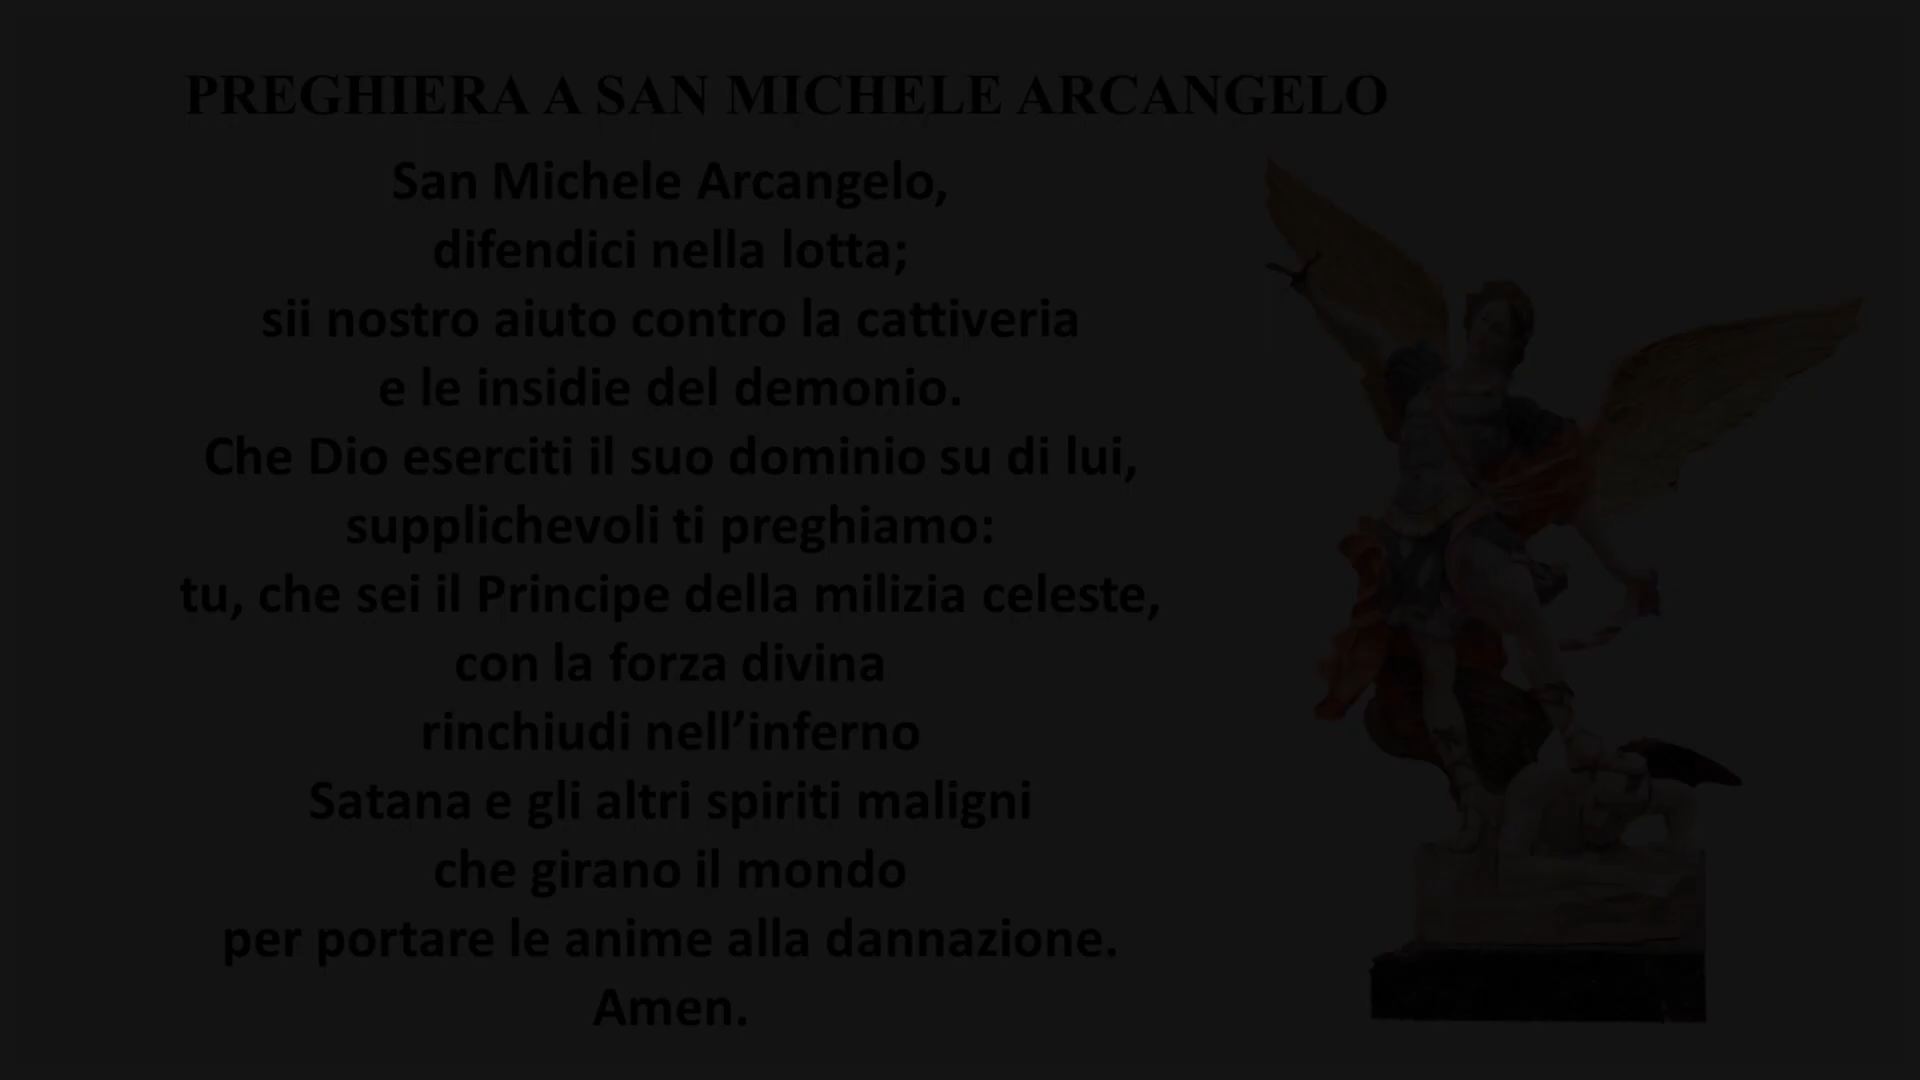 PREGHIERA A SAN MICHELE ARCANGELO
San Michele Arcangelo,
difendici nella lotta;
sii nostro aiuto contro la cattiveria
e le insidie del demonio.
Che Dio eserciti il suo dominio su di lui,
supplichevoli ti preghiamo:
tu, che sei il Principe della milizia celeste,
con la forza divina
rinchiudi nell’inferno
Satana e gli altri spiriti maligni
che girano il mondo
per portare le anime alla dannazione.
Amen.